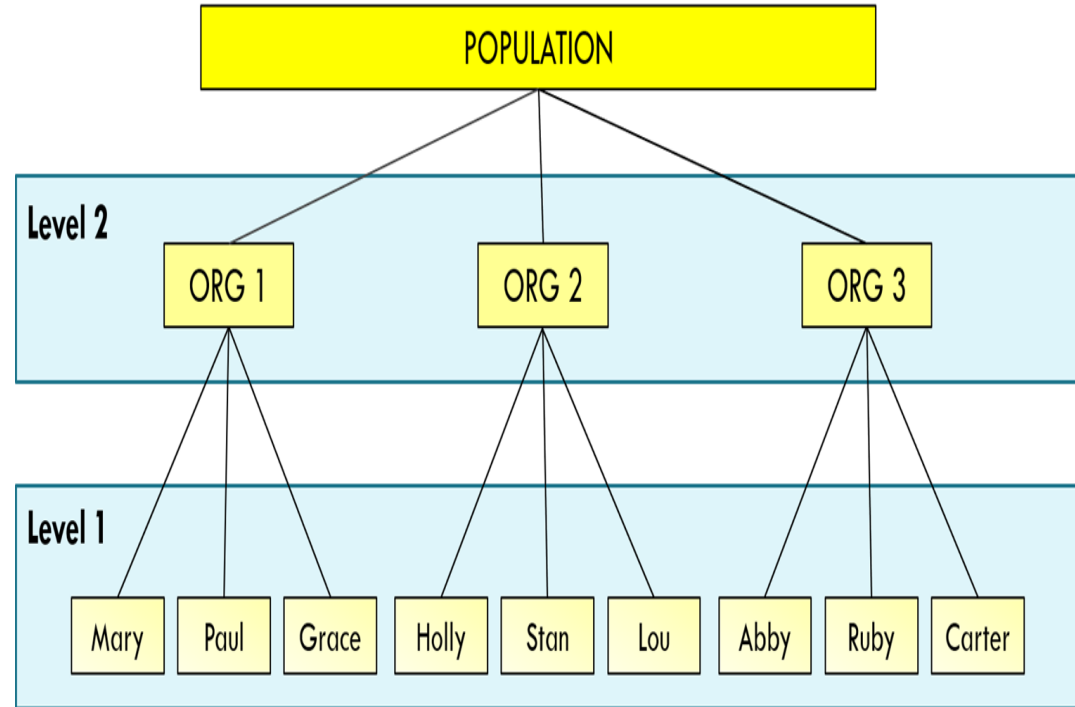 POPULATION
Level 2
ORG 1
ORG 2
ORG 3
Level 1
Mary
Paul
Grace
Holly
Stan
Lou
Abby
Ruby
Carter